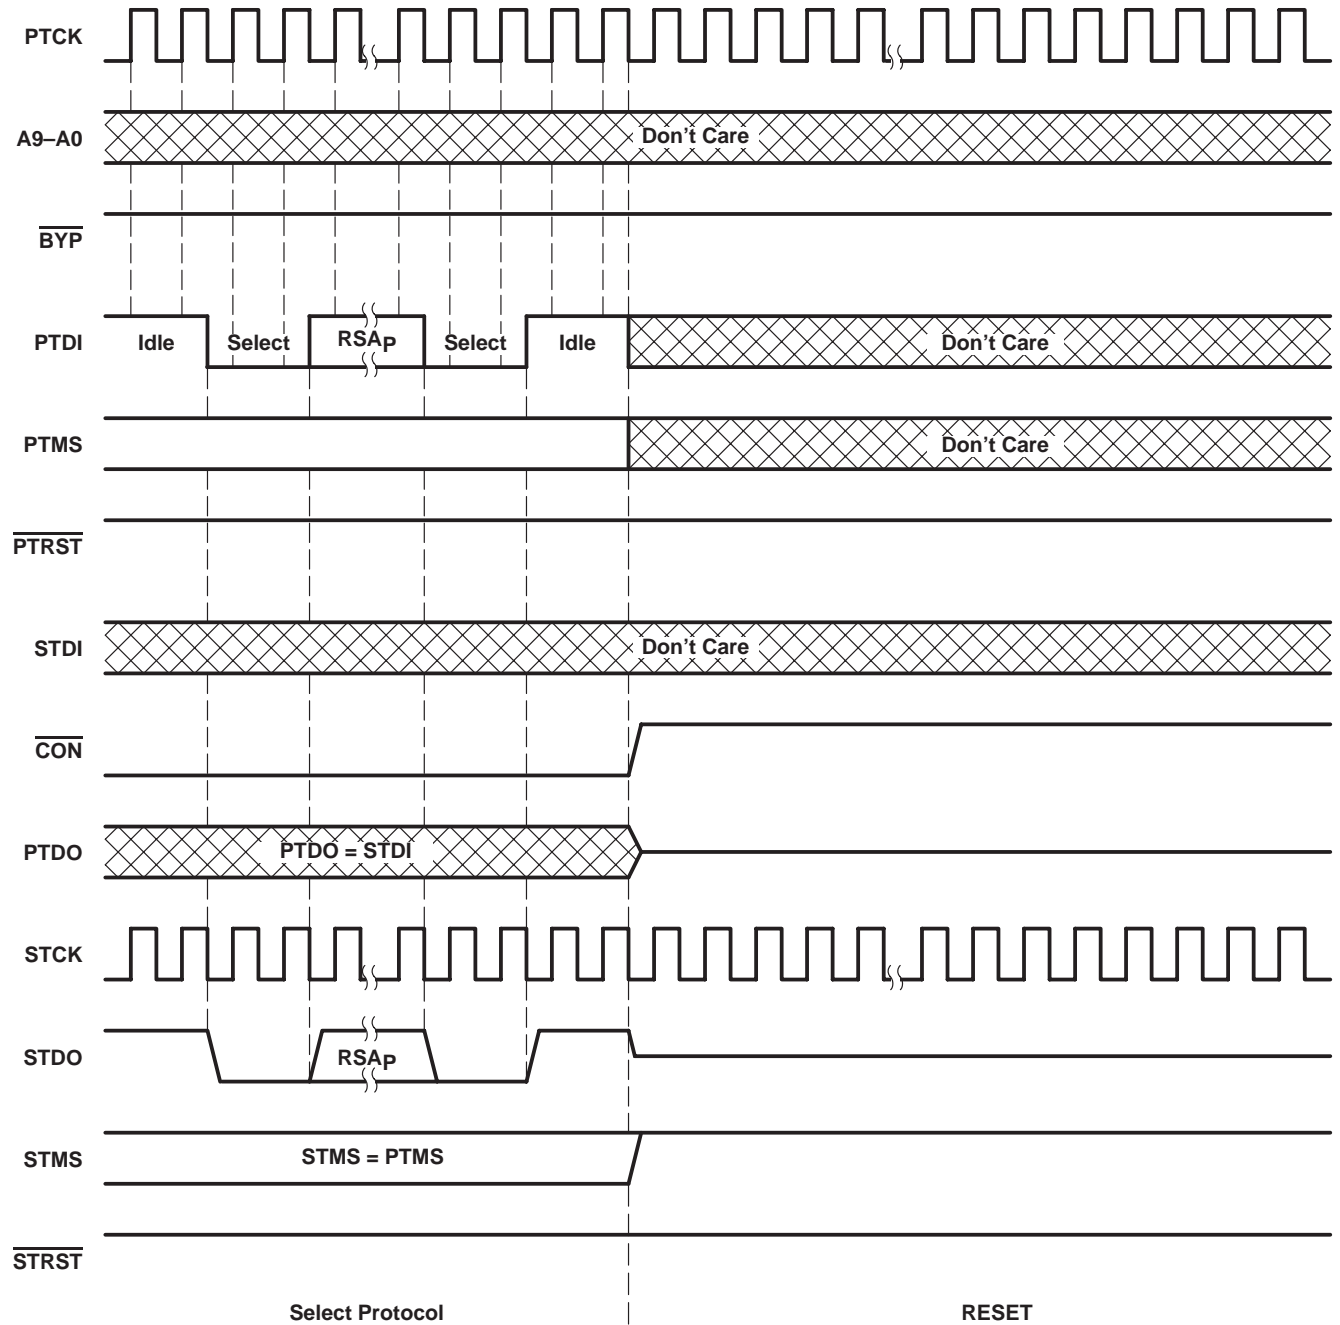 PTCK
A9–A0
Don't Care
BYP
PTDI
Idle
Select
RSAP
Select
Idle
Don't Care
PTMS
Don't Care
PTRST
STDI
Don't Care
CON
PTDO
PTDO = STDI
STCK
STDO
RSAP
STMS
STMS = PTMS
STRST
Select Protocol
RESET